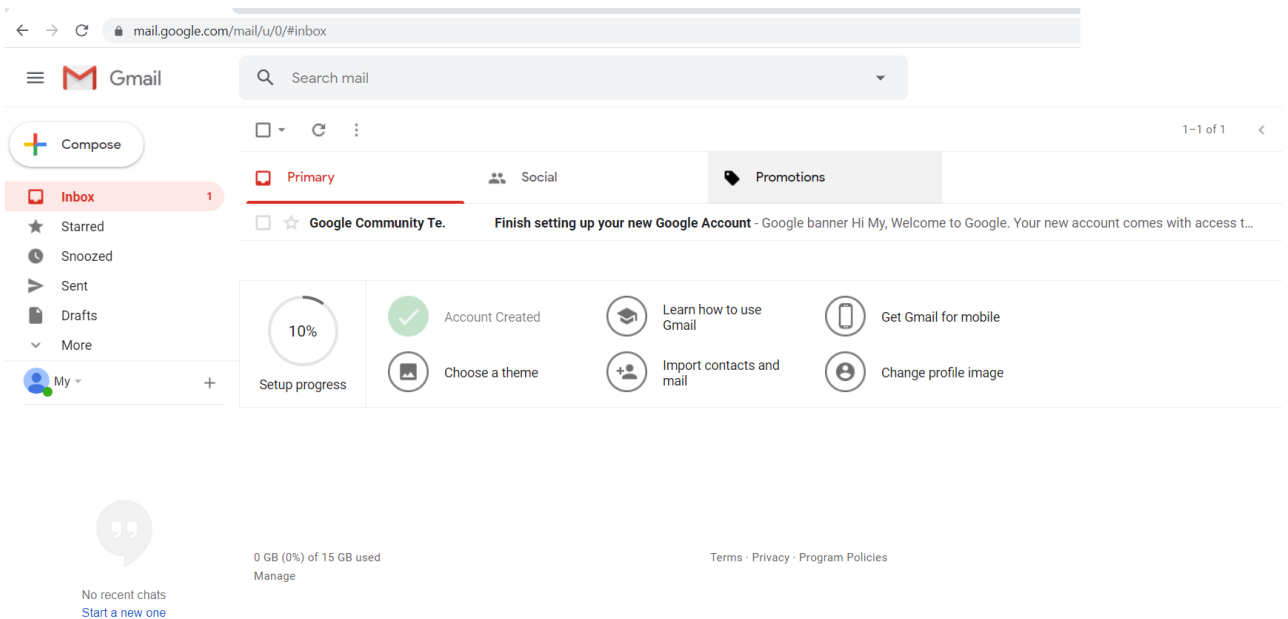 mail.google.com/mail/u/0/#inbox
Gmail
Search mail
Compose
1–1 of 1
Primary
Social
Promotions
Inbox 1
Starred
Snoozed
Sent
Drafts
More
My
Google Community Te. Finish setting up your new Google Account - Google banner Hi My, Welcome to Google. Your new account comes with access t...
10%
Setup progress
Account Created
Learn how to use
Gmail
Get Gmail for mobile
Choose a theme
Import contacts and
mail
Change profile image
No recent chats
Start a new one
0 GB (0%) of 15 GB used
Manage
Terms · Privacy · Program Policies